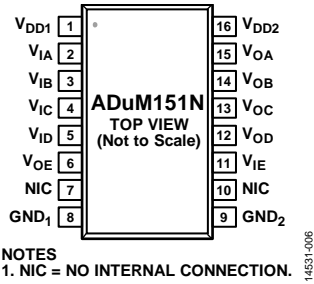 VDD1 1 16 VDD2
VIA 2 15 VOA
VIB 3 14 VOB
VIC 4 ADuM151N 13 VOC
TOP VIEW
VID 5 (Not to Scale) 12 VOD
VOE 6 11 VIE
NIC 7 10 NIC
GND1 8 9 GND2
NOTES
1. NIC = NO INTERNAL CONNECTION.
14531-006